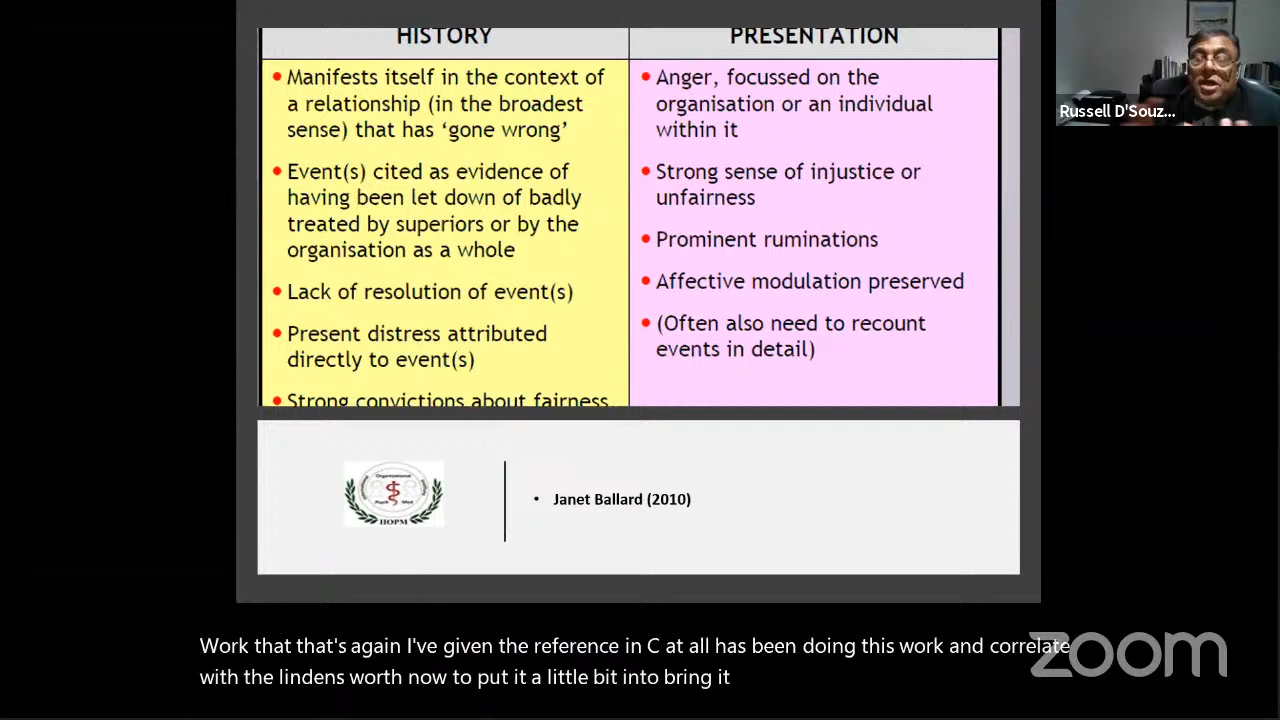 HISTORY
PRESENTATION
• Manifests itself in the context of
a relationship (in the broadest
sense) that has ‘gone wrong’
• Event(s) cited as evidence of
having been let down of badly
treated by superiors or by the
organisation as a whole
• Lack of resolution of event(s)
• Present distress attributed
directly to event(s)
• Strong convictions about fairness
• Anger, focussed on the
organisation or an individual
within it
• Strong sense of injustice or
unfairness
• Prominent ruminations
• Affective modulation preserved
• (Often also need to recount
events in detail)
Russell D'Souz...
Organizational
Psych Med
IIOPM
• Janet Ballard (2010)
Work that that's again I've given the reference in C at all has been doing this work and correlate
with the lindens worth now to put it a little bit into bring it
zoom